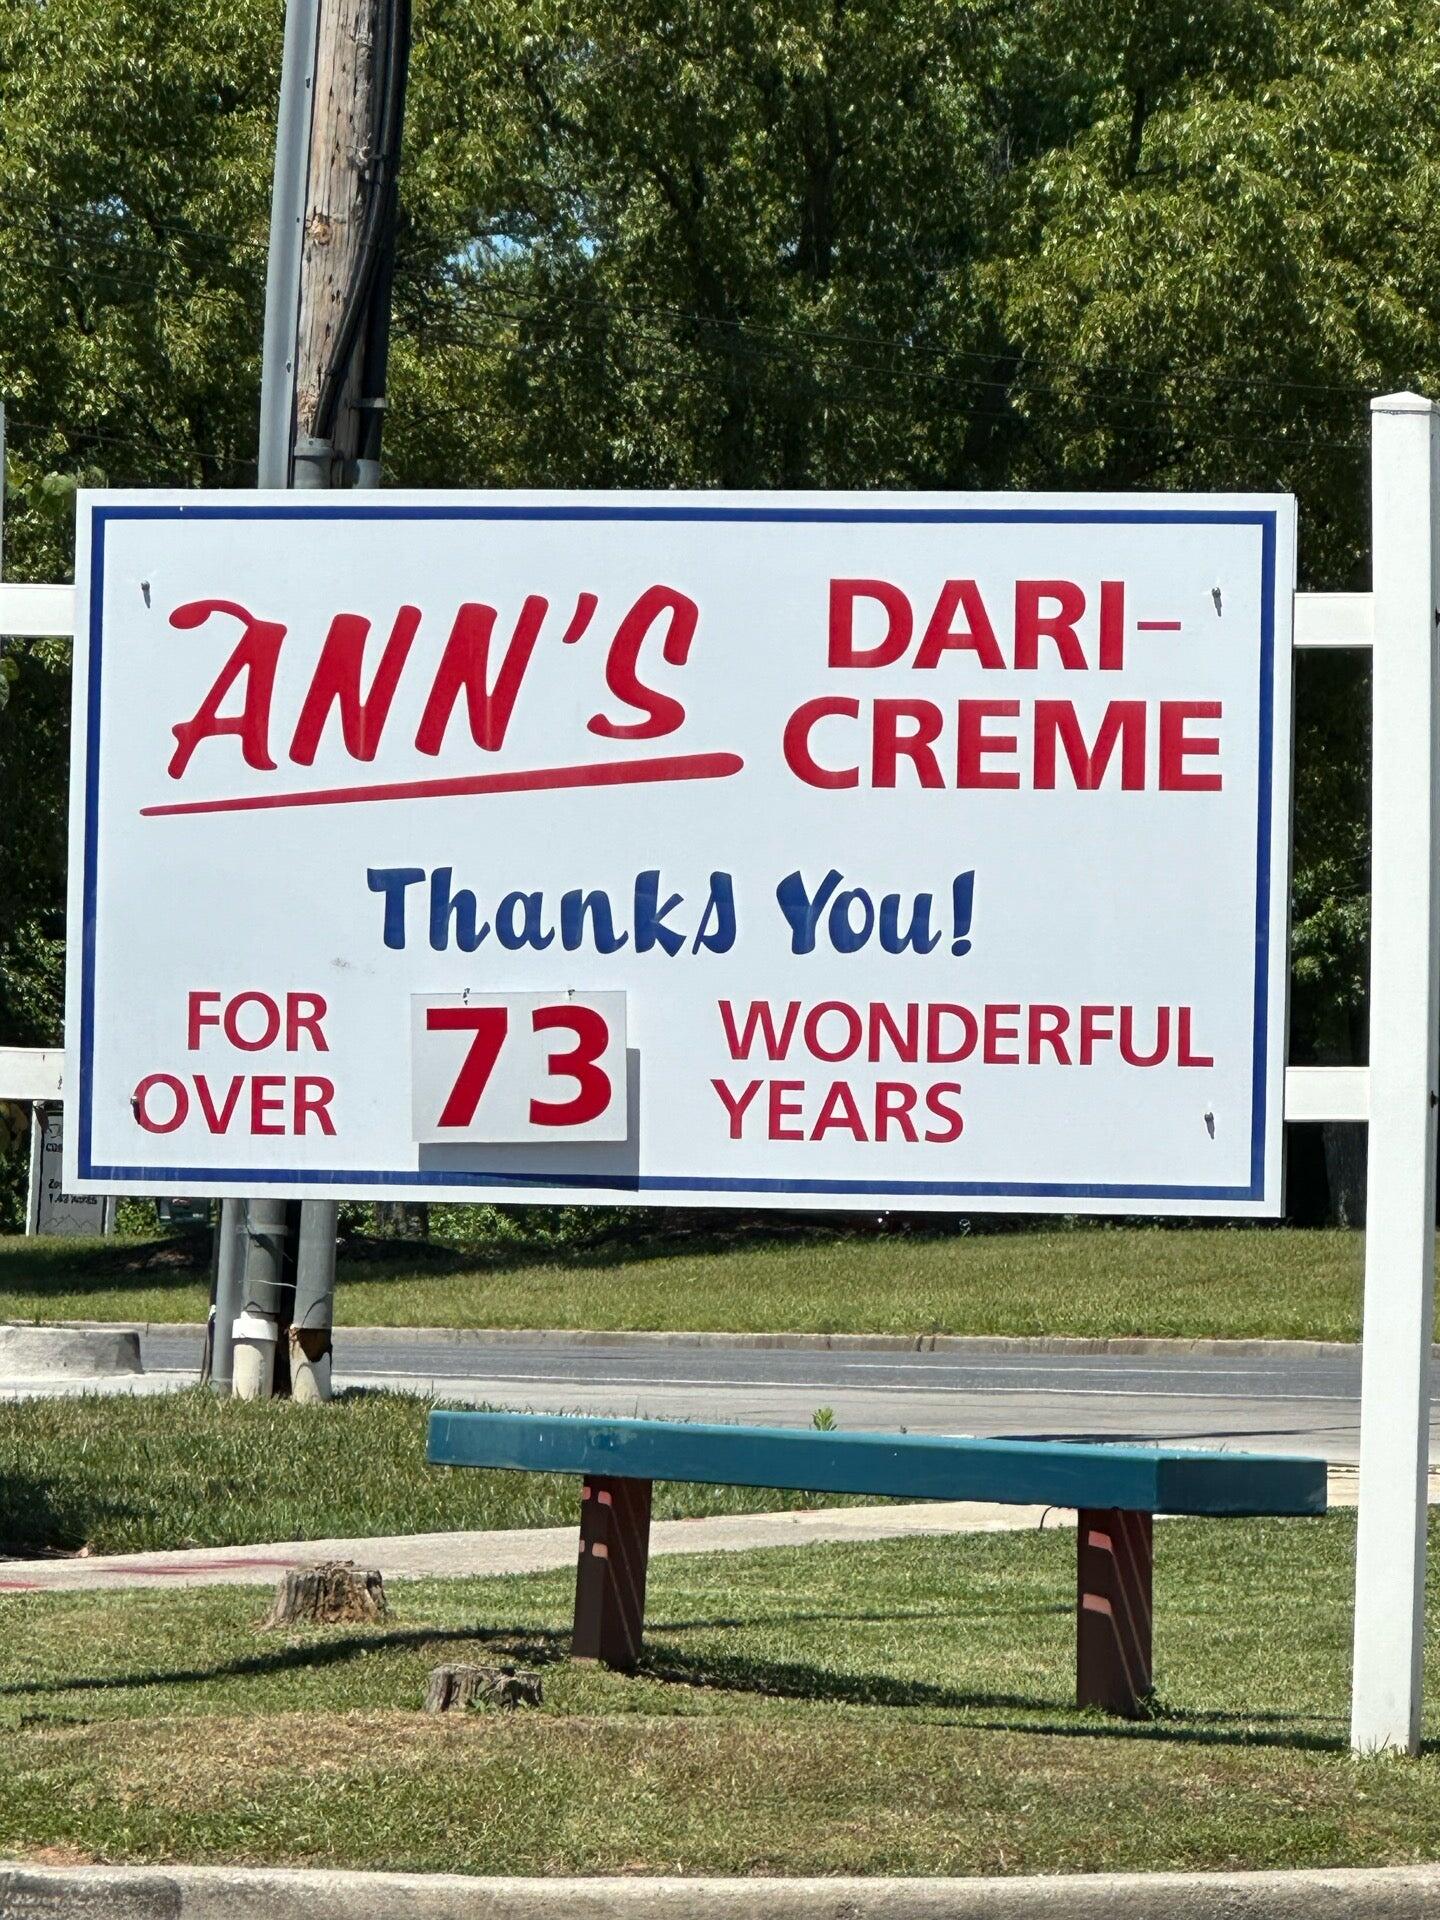 ANN'S DARI-
CREME
Thanks You!
FOR 73 WONDERFUL
OVER YEARS